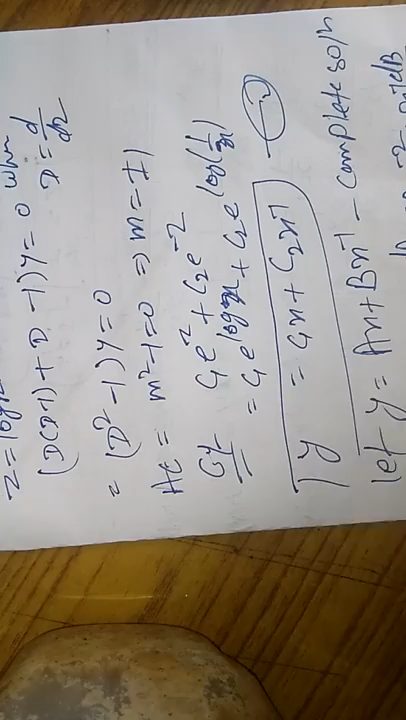 z = log
(D(D-1) + D - 1) y = 0 when D = d/dz
= (D² - 1) y = 0
AE = m² - 1 = 0 ⇒ m = ±1
CF C₁e^z + C₂e^-z
= C₁e^logx + C₂e^log(1/x)
y = C₁x + C₂x⁻¹ — (i)
let y = Ax + Bx⁻¹ - complete soln